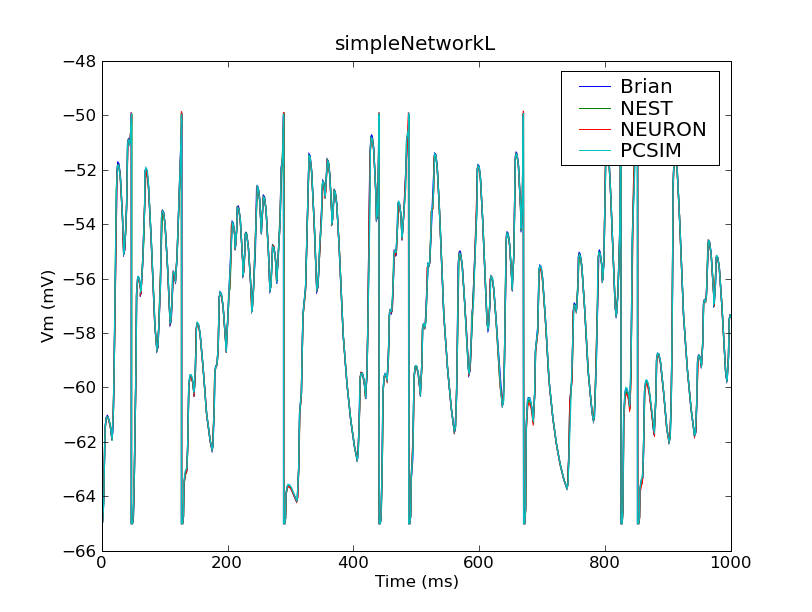 simpleNetworkL
−48
−50
−52
−54
−56
−58
−60
−62
−64
−66
Vm (mV)
Brian
NEST
NEURON
PCSIM
0
200
400
600
800
1000
Time (ms)